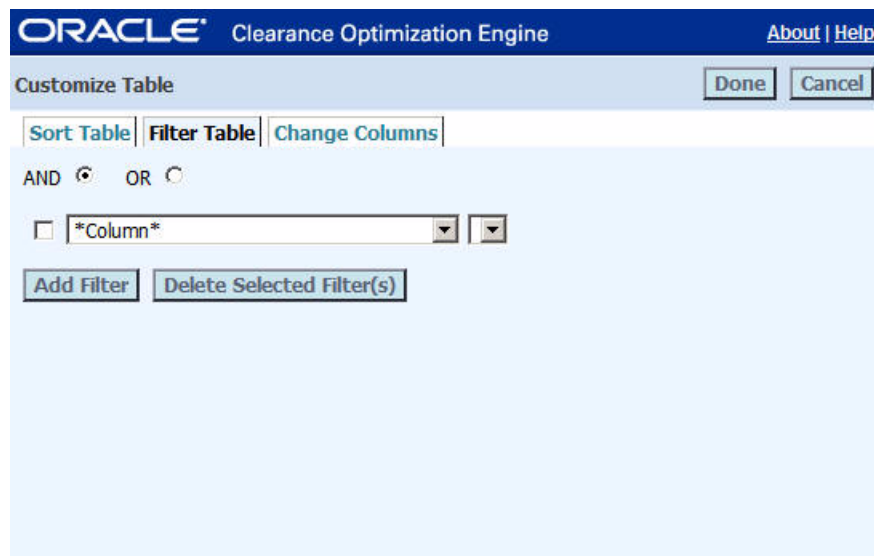 ORACLE® Clearance Optimization Engine About | Help
Customize Table Done Cancel
Sort Table Filter Table Change Columns
AND OR
*Column*
Add Filter Delete Selected Filter(s)